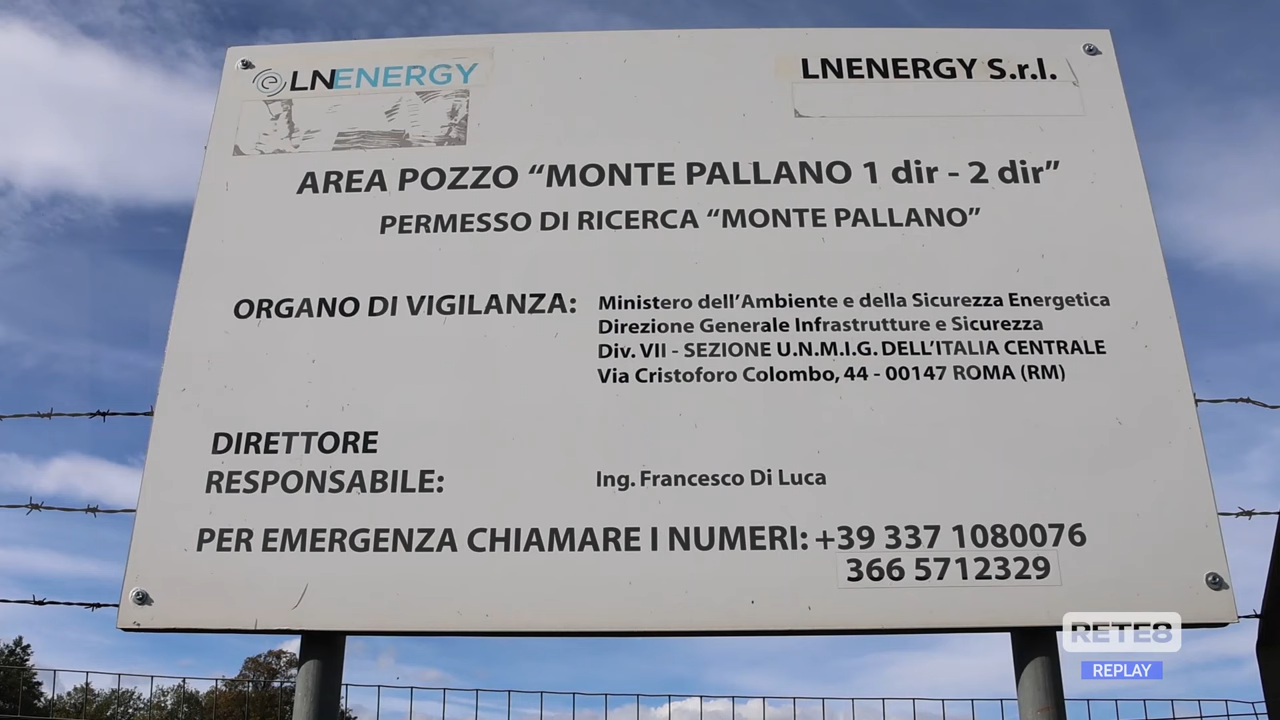 LNENERGY
LNENERGY S.r.l.
AREA POZZO “MONTE PALLANO 1 dir - 2 dir”
PERMESSO DI RICERCA “MONTE PALLANO”
ORGANO DI VIGILANZA:
Ministero dell’Ambiente e della Sicurezza Energetica
Direzione Generale Infrastrutture e Sicurezza
Div. VII - SEZIONE U.N.M.I.G. DELL’ITALIA CENTRALE
Via Cristoforo Colombo, 44 - 00147 ROMA (RM)
DIRETTORE
RESPONSABILE:
Ing. Francesco Di Luca
PER EMERGENZA CHIAMARE I NUMERI: +39 337 1080076
366 5712329
RETE8
REPLAY